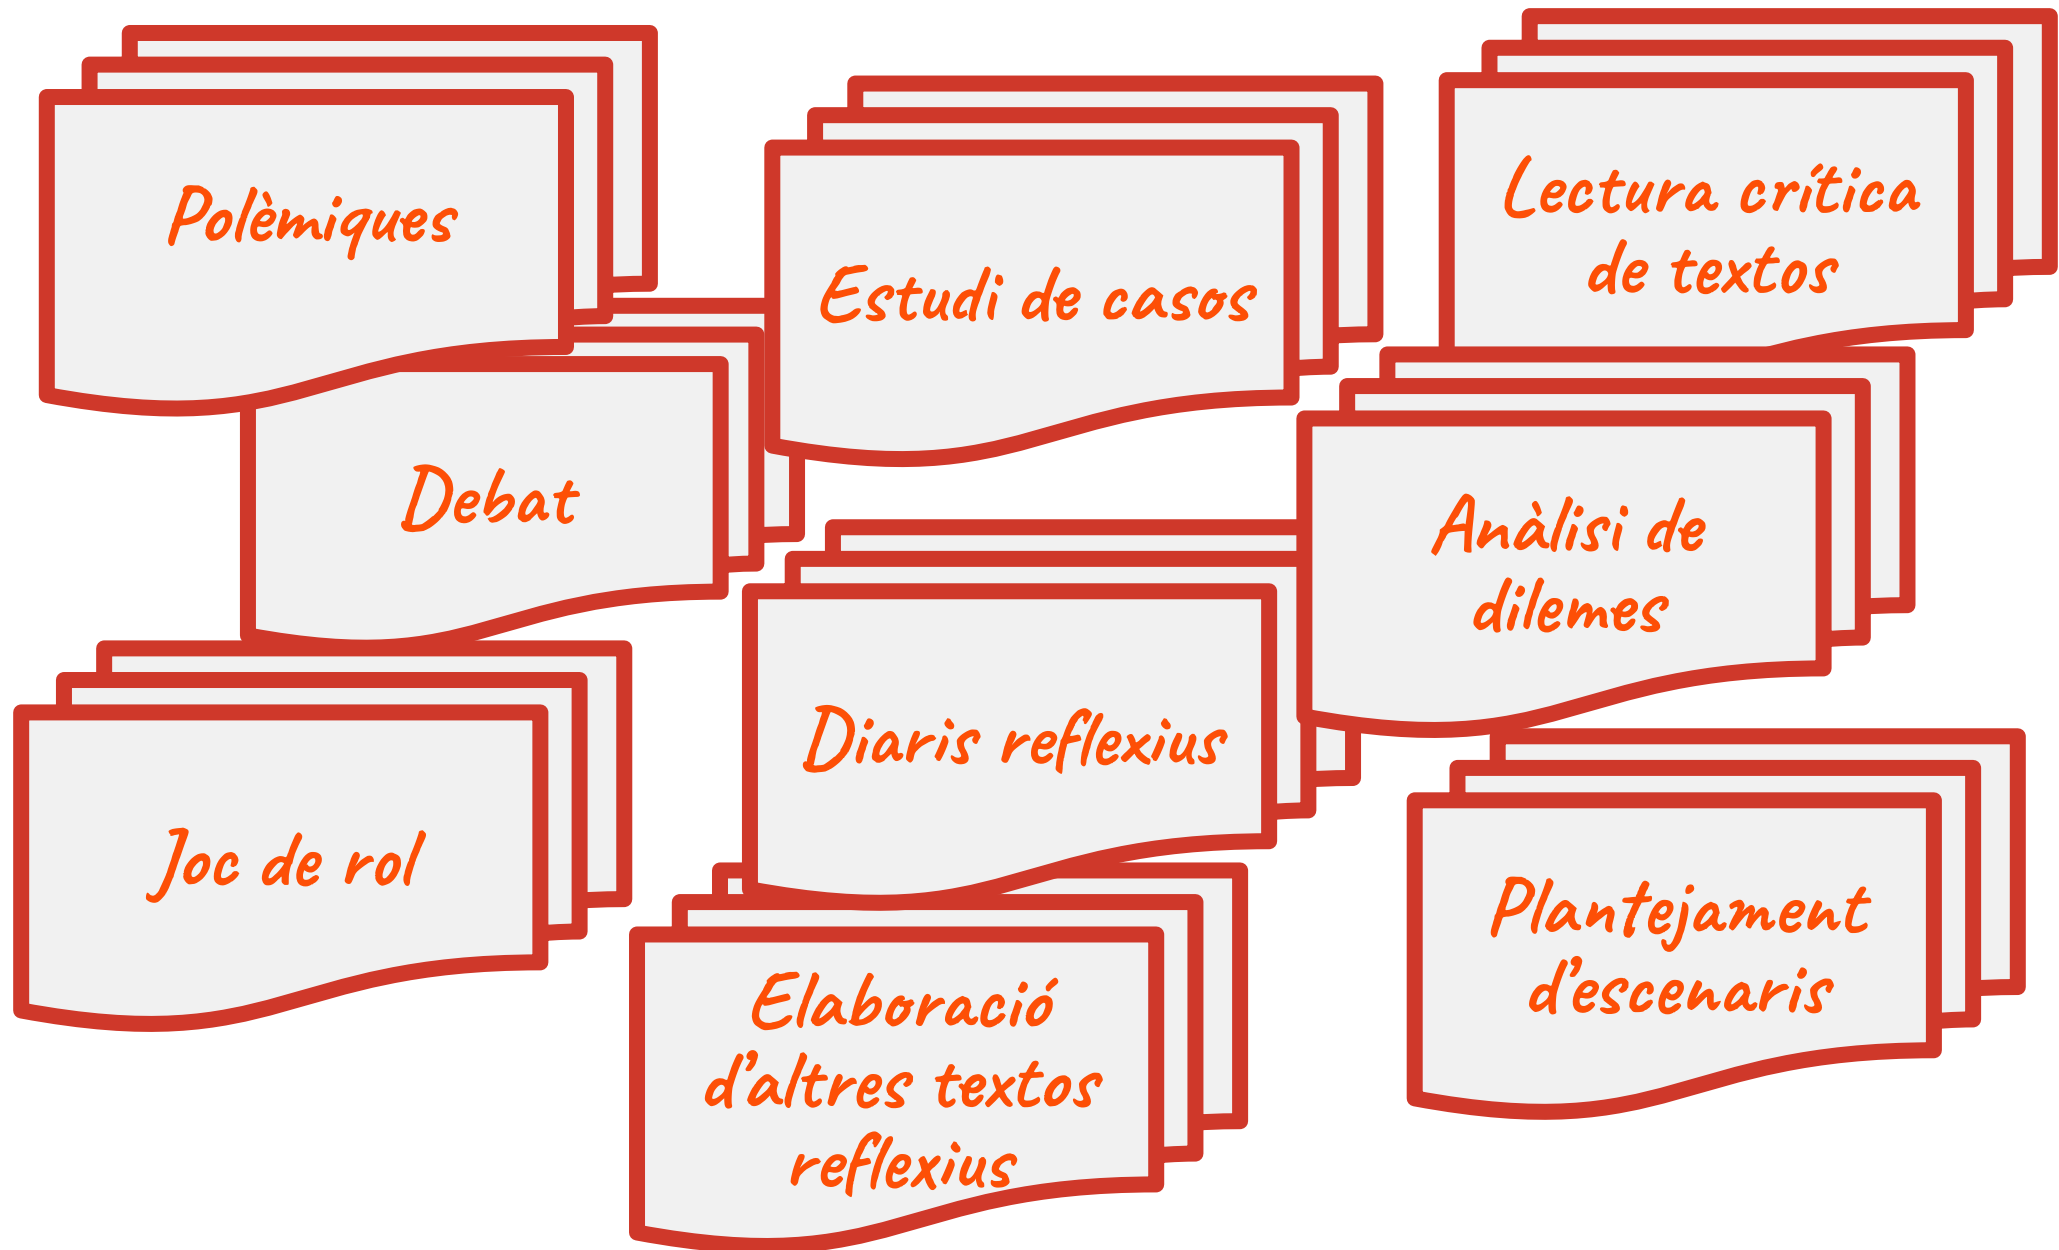 Polèmiques
Estudi de casos
Lectura crítica
de textos
Debat
Anàlisi de
dilemes
Diaris reflexius
Joc de rol
Plantejament
d’escenaris
Elaboració
d’altres textos
reflexius